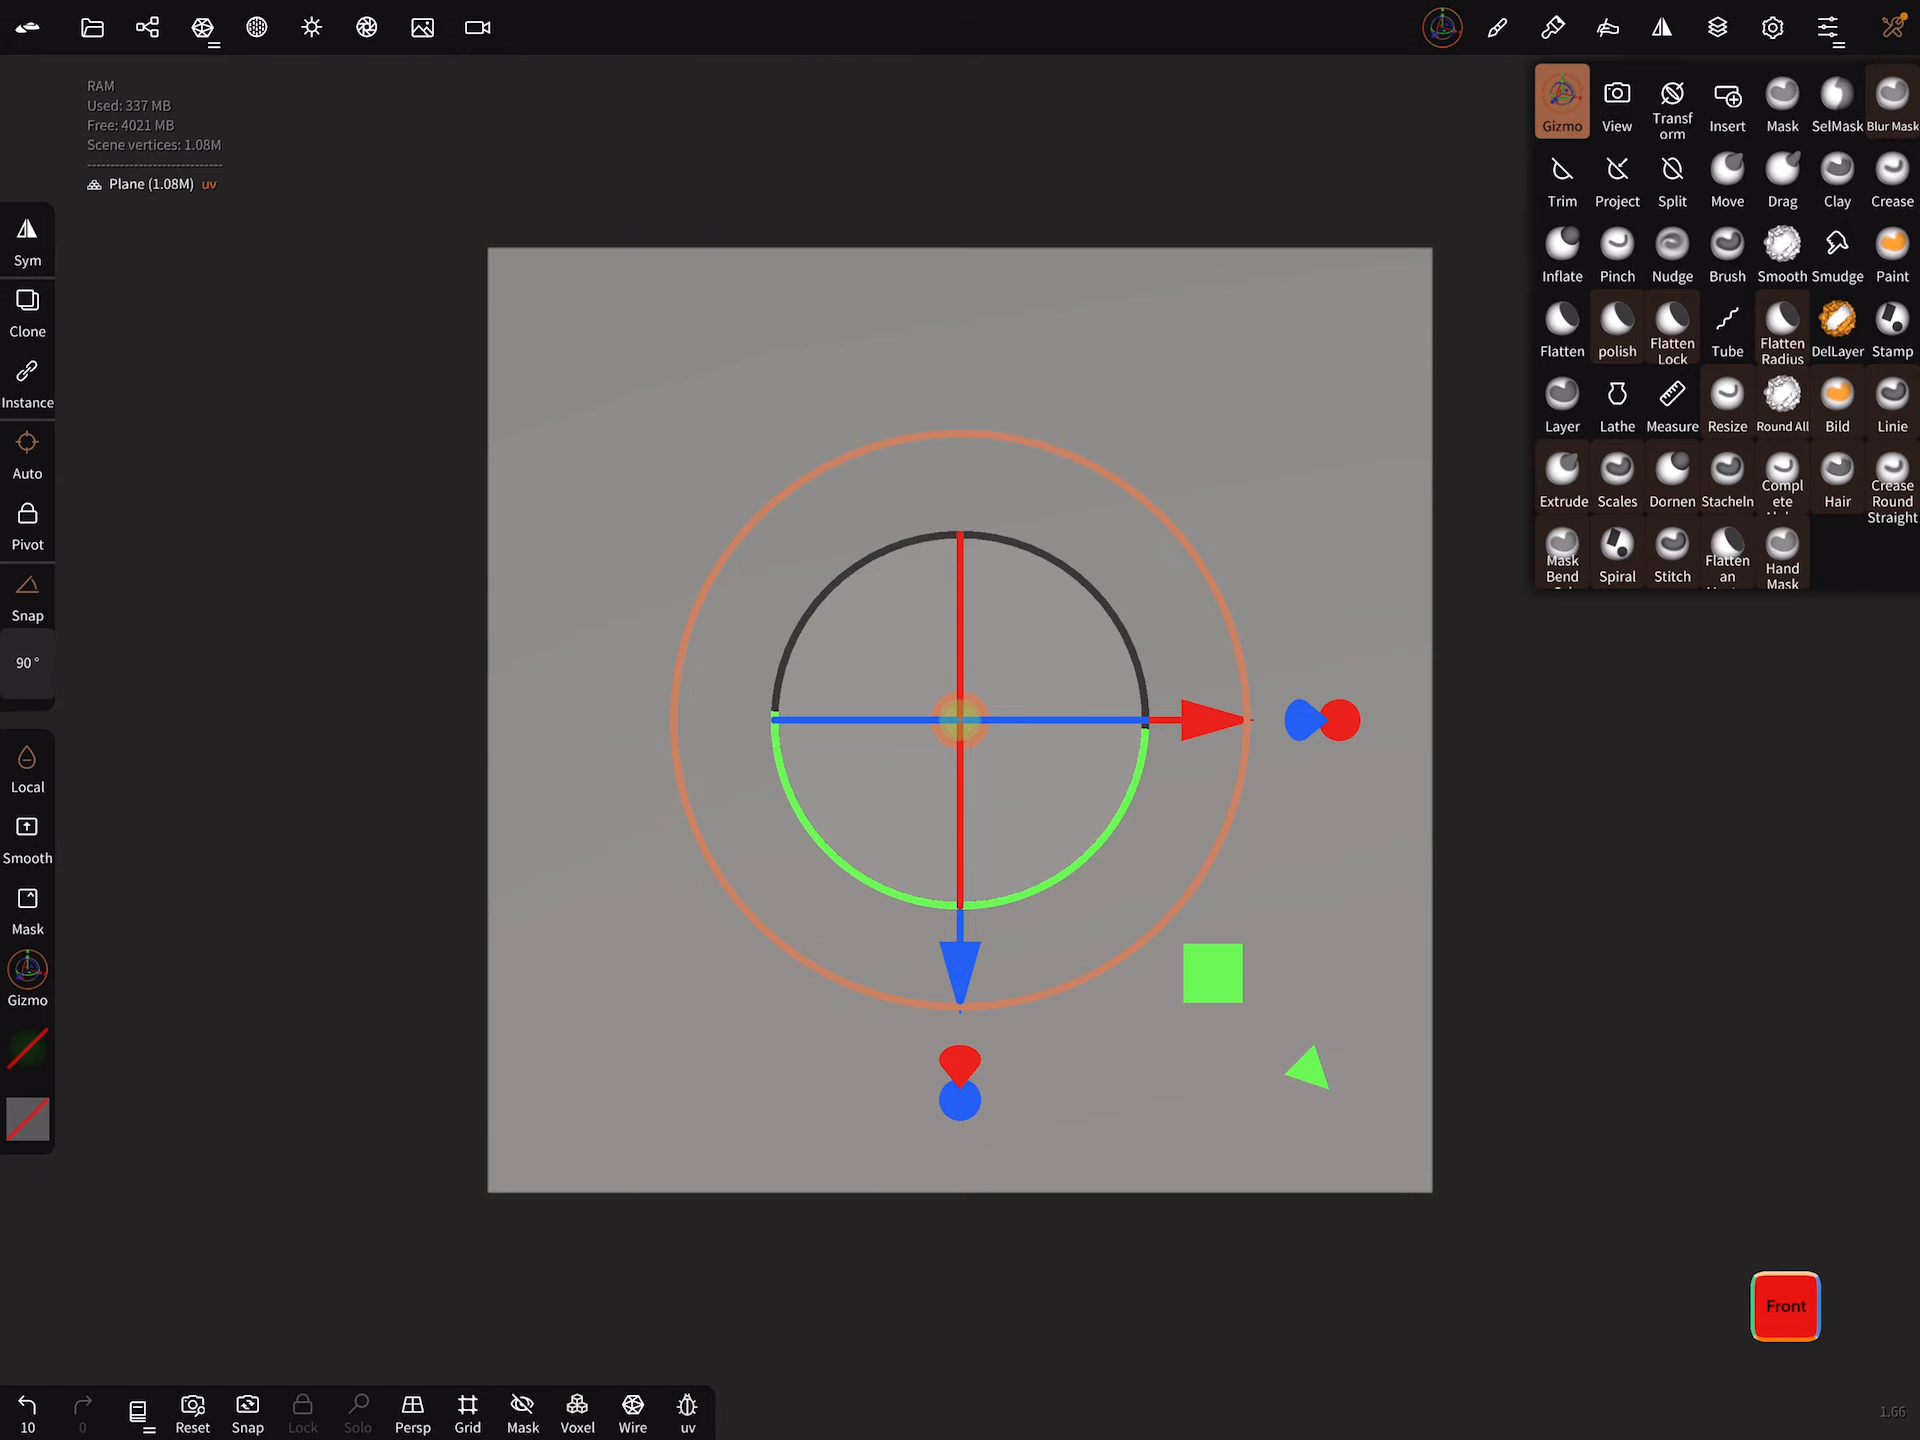 RAM
Used: 337 MB
Free: 4021 MB
Scene vertices: 1.08M
-----------------------------
Plane (1.08M) uv
Gizmo View Transf orm Insert Mask SelMask Blur Mask
Trim Project Split Move Drag Clay Crease
Inflate Pinch Nudge Brush Smooth Smudge Paint
Flatten polish Flatten Lock Tube Flatten Radius DelLayer Stamp
Layer Lathe Measure Resize Round All Bild Linie
Extrude Scales Dornen Stacheln Compl ete Hair Crease Round Straight
Mask Bend Spiral Stitch Flatten an Hand Mask
Sym
Clone
Instance
Auto
Pivot
Snap
90°
Local
Smooth
Mask
Gizmo
Front
10 0 Reset Snap Lock Solo Persp Grid Mask Voxel Wire uv
1.66